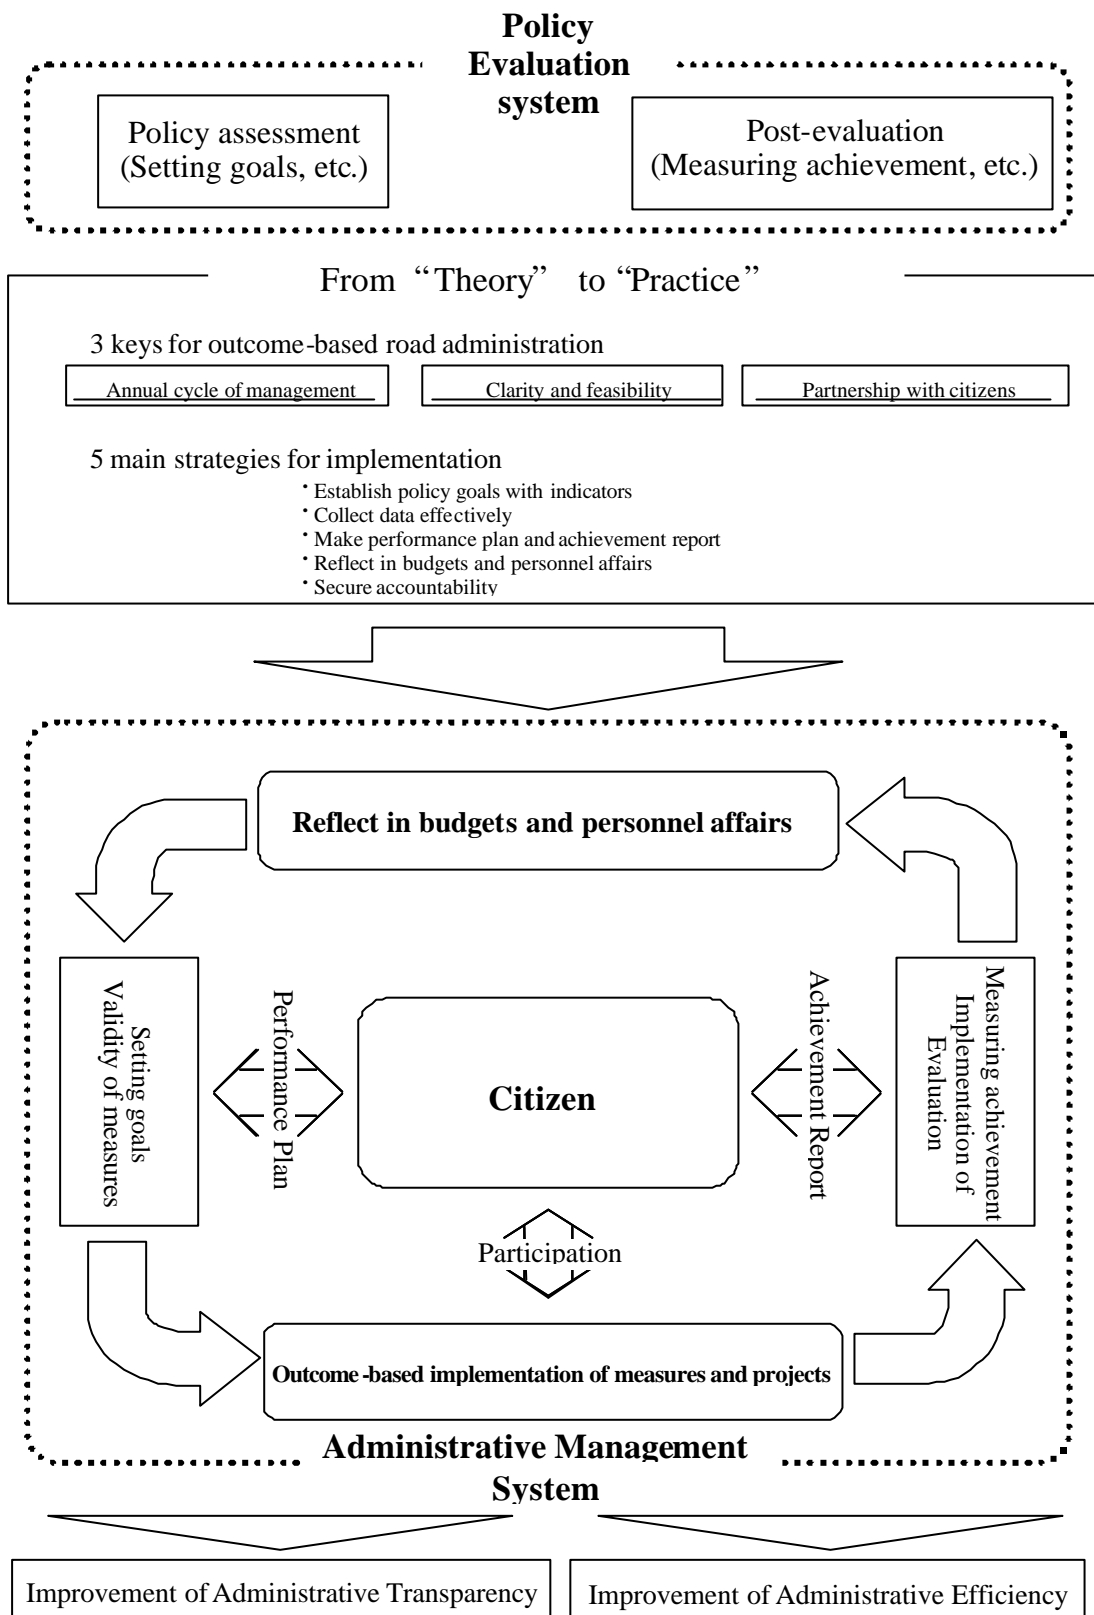 Policy
Evaluation
system
Policy assessment
(Setting goals, etc.)
Post-evaluation
(Measuring achievement, etc.)
From “Theory” to “Practice”
3 keys for outcome-based road administration
Annual cycle of management
Clarity and feasibility
Partnership with citizens
5 main strategies for implementation
・Establish policy goals with indicators
・Collect data effectively
・Make performance plan and achievement report
・Reflect in budgets and personnel affairs
・Secure accountability
Reflect in budgets and personnel affairs
Setting goals
Validity of measures
Performance Plan
Citizen
Achievement Report
Measuring achievement
Implementation of
Evaluation
Participation
Outcome-based implementation of measures and projects
Administrative Management
System
Improvement of Administrative Transparency
Improvement of Administrative Efficiency